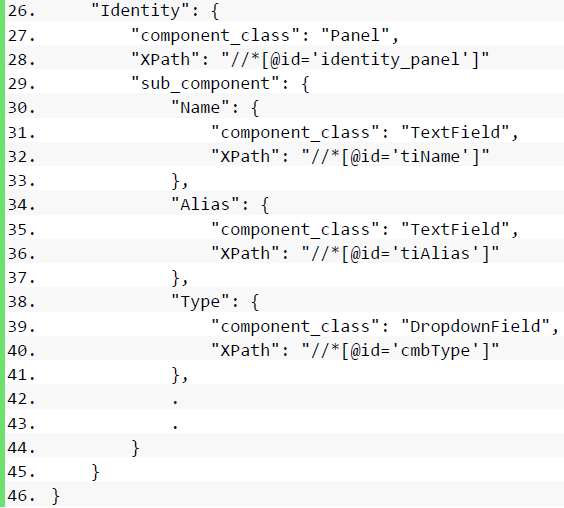 26.     "Identity": {
27.         "component_class": "Panel",
28.         "XPath": "//*[@id='identity_panel']"
29.         "sub_component": {
30.             "Name": {
31.                 "component_class": "TextField",
32.                 "XPath": "//*[@id='tiName']"
33.             },
34.             "Alias": {
35.                 "component_class": "TextField",
36.                 "XPath": "//*[@id='tiAlias']"
37.             },
38.             "Type": {
39.                 "component_class": "DropdownField",
40.                 "XPath": "//*[@id='cmbType']"
41.             },
42.             .
43.             .
44.         }
45.     }
46. }